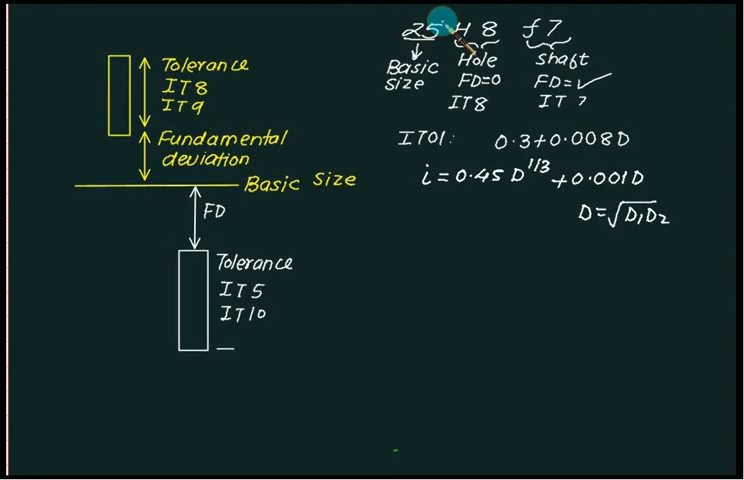 25 H 8 f 7
Tolerance
IT8
IT9
Fundamental
deviation
Basic Size
FD
Tolerance
IT5
IT10
Basic
size
Hole
FD=0
IT8
Shaft
FD=✓
IT 7
IT01: 0.3+0.008D
i=0.45 D^1/3 +0.001D
D=√D₁D₂